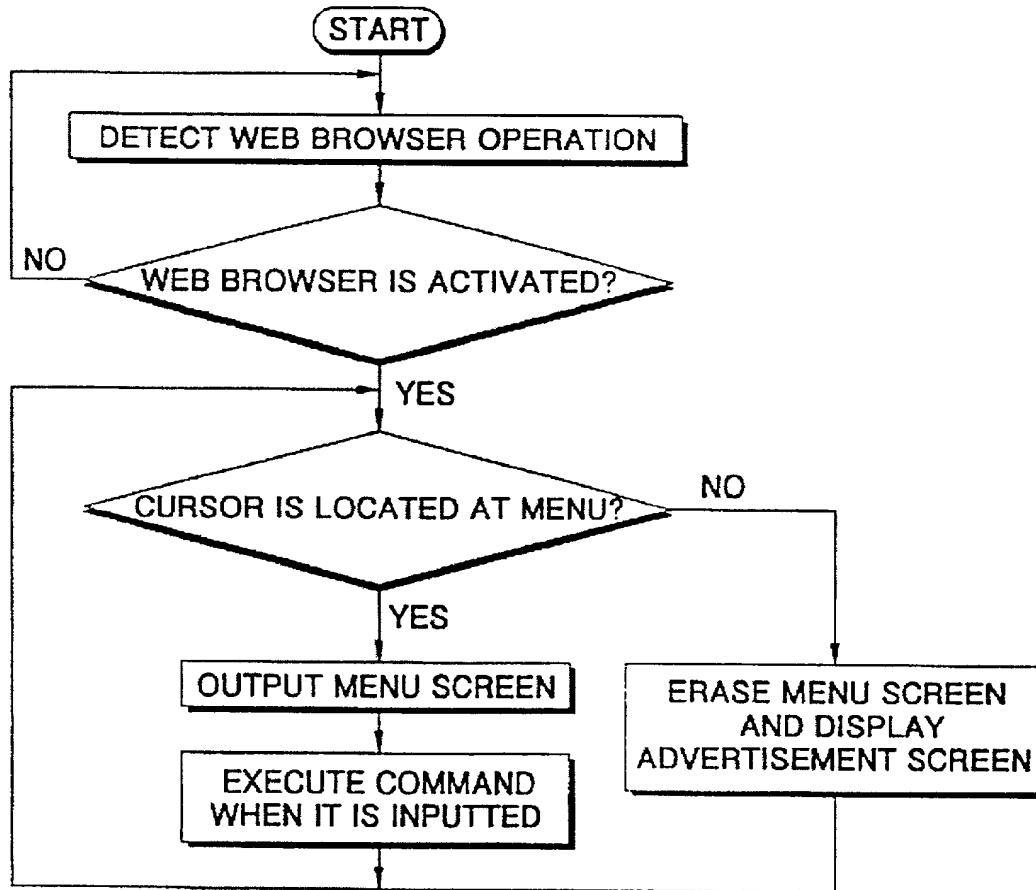 START
DETECT WEB BROWSER OPERATION
NO
WEB BROWSER IS ACTIVATED?
YES
CURSOR IS LOCATED AT MENU?
NO
YES
OUTPUT MENU SCREEN
ERASE MENU SCREEN
AND DISPLAY
ADVERTISEMENT SCREEN
EXECUTE COMMAND
WHEN IT IS INPUTTED